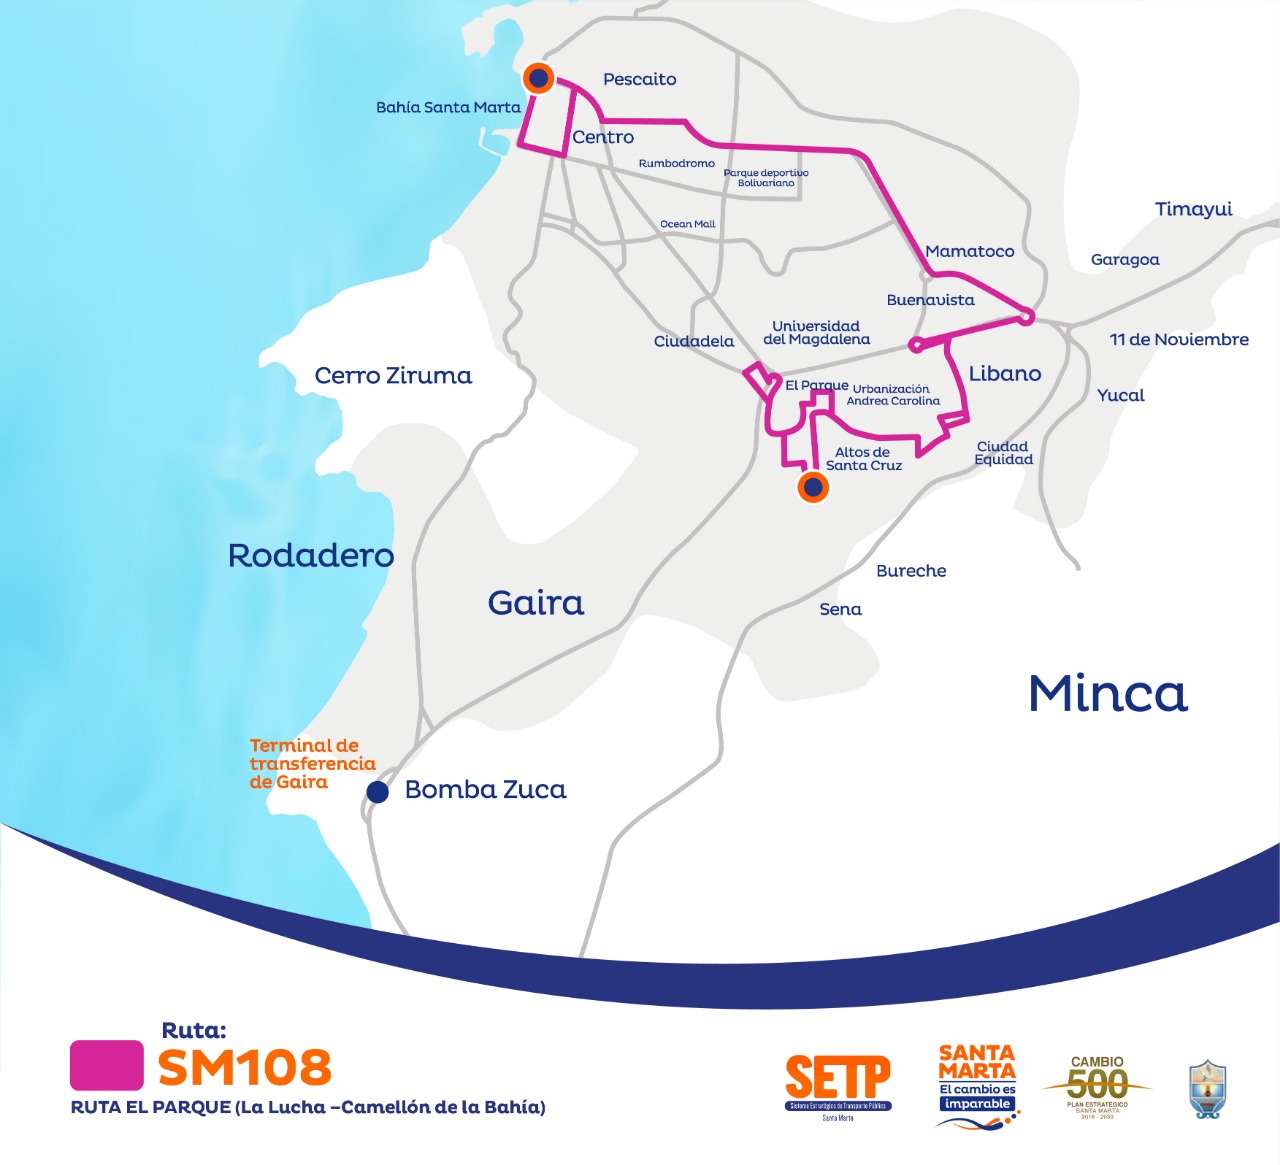 Pescaito
Bahía Santa Marta
Centro
Rumbodromo
Parque deportivo
Bolivariano
Timayui
Ocean Mall
Mamatoco
Garagoa
Buenavista
Universidad
del Magdalena
Ciudadela
11 de Noviembre
Cerro Ziruma
Libano
El Parque
Urbanización
Andrea Carolina
Yucal
Altos de
Santa Cruz
Ciudad
Equidad
Rodadero
Bureche
Gaira
Sena
Minca
Terminal de
transferencia
de Gaira
Bomba Zuca
Ruta:
SM108
RUTA EL PARQUE (La Lucha –Camellón de la Bahía)
SETP
Sistema Estratégico de Transporte Público
Santa Marta
SANTA
MARTA
El cambio es
imparable
CAMBIO
500
PLAN ESTRATÉGICO
SANTA MARTA
2018 - 2030